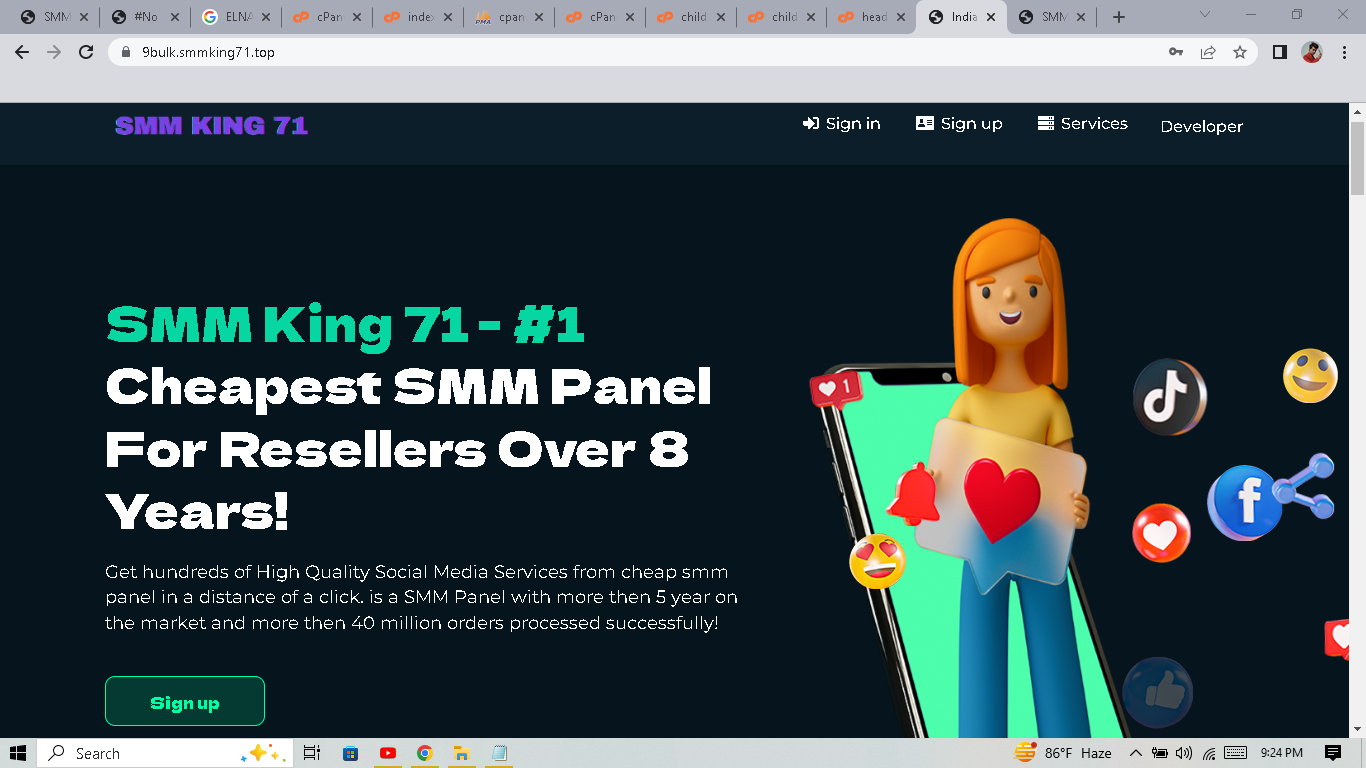 SMM
#No
ELNA
cPan
index
cpan
cPan
child
child
head
India
SMM
9bulk.smmking71.top
SMM KING 71
Sign in
Sign up
Services
Developer
SMM King 71 - #1
Cheapest SMM Panel
For Resellers Over 8
Years!
Get hundreds of High Quality Social Media Services from cheap smm
panel in a distance of a click. is a SMM Panel with more then 5 year on
the market and more then 40 million orders processed successfully!
1
Sign up
Search
86°F Haze
9:24 PM